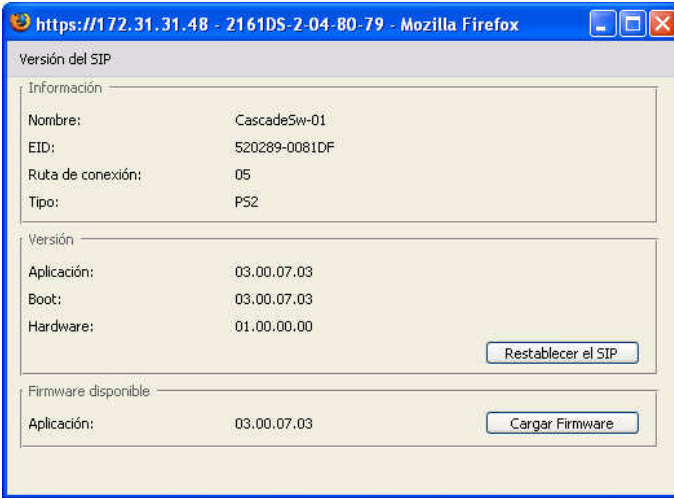 https://172.31.31.48 - 2161DS-2-04-80-79 - Mozilla Firefox
Versión del SIP
Información
Nombre: CascadeSw-01
EID: 520289-0081DF
Ruta de conexión: 05
Tipo: PS2
Versión
Aplicación: 03.00.07.03
Boot: 03.00.07.03
Hardware: 01.00.00.00
Restablecer el SIP
Firmware disponible
Aplicación: 03.00.07.03 Cargar Firmware